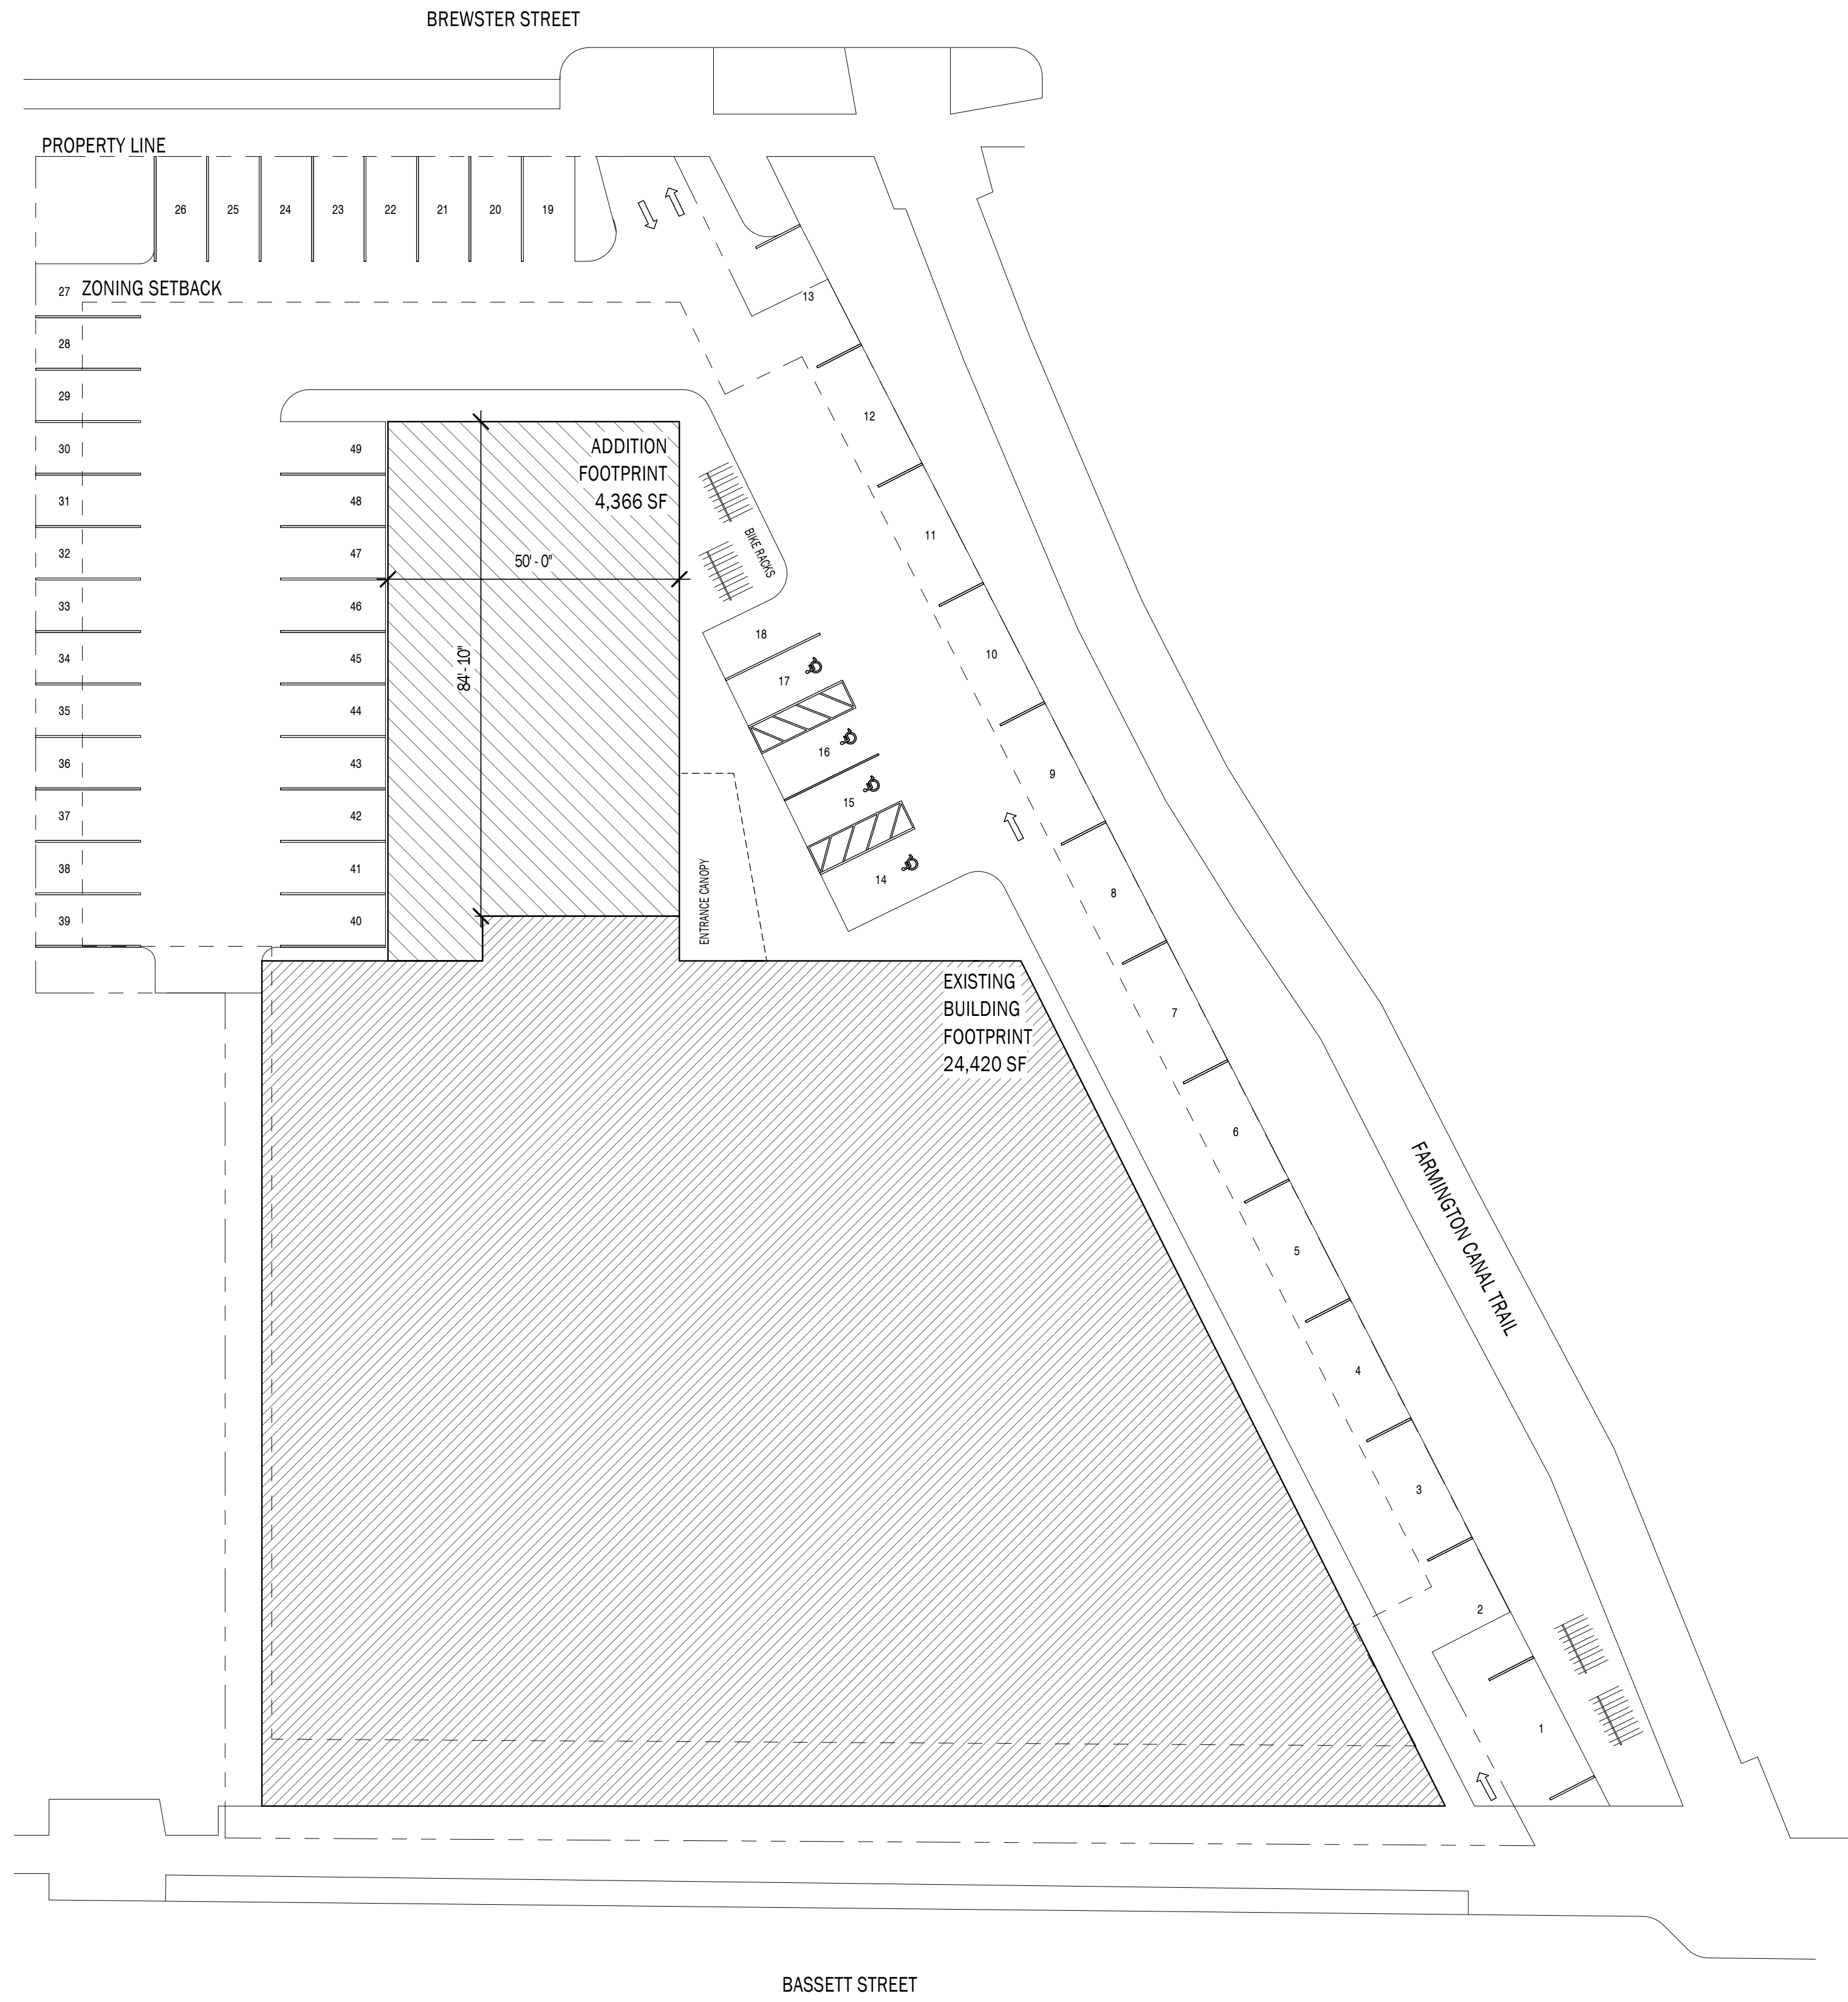 BREWSTER STREET
PROPERTY LINE
26 25 24 23 22 21 20 19
27
ZONING SETBACK
13
28
29
12
30
49
ADDITION
FOOTPRINT
4,366 SF
31
48
11
32
47
50' - 0"
BIKE RACKS
33
46
18
34
45
84' - 10"
17
10
35
44
16
36
43
15
9
37
42
38
41
14
8
39
40
ENTRANCE CANOPY
EXISTING
BUILDING
FOOTPRINT
24,420 SF
7
6
FARMINGTON CANAL TRAIL
5
4
3
2
1
BASSETT STREET